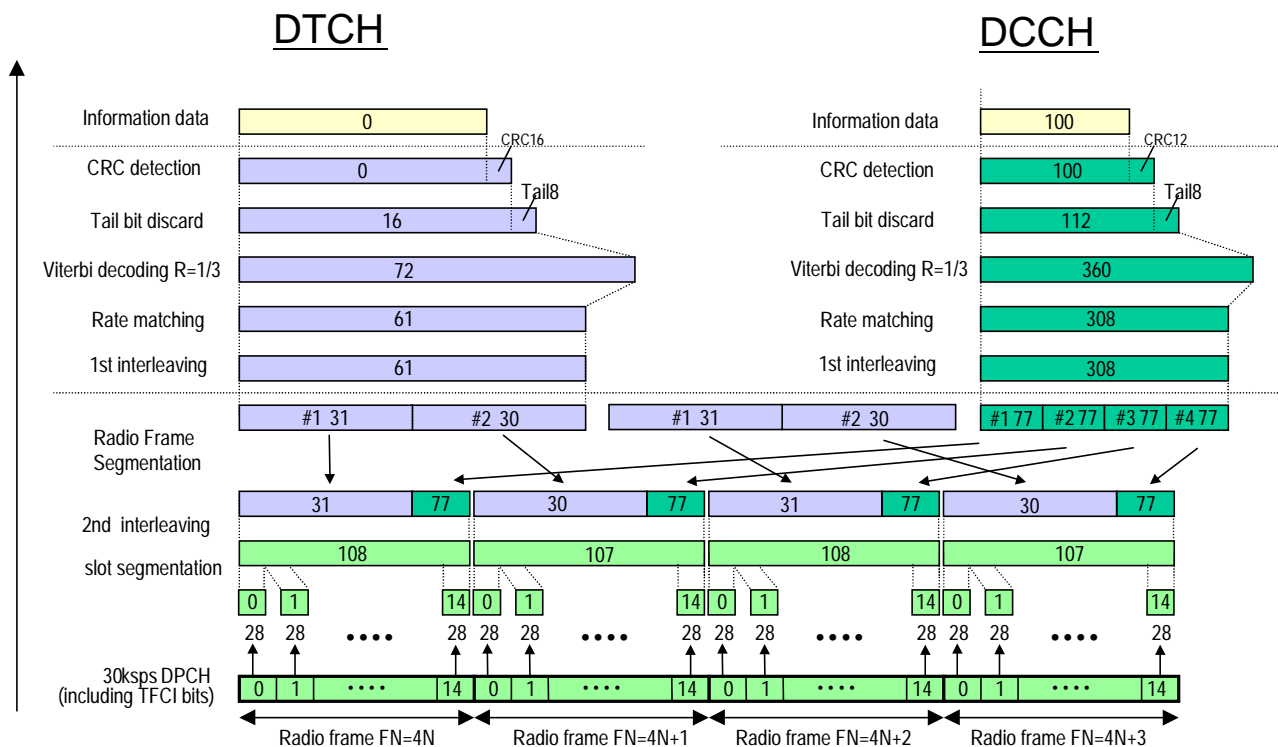 DTCH DCCH
Information data 0 Information data 100
CRC16 CRC12
CRC detection 0 CRC detection 100
Tail8 Tail8
Tail bit discard 16 Tail bit discard 112
Viterbi decoding R=1/3 72 Viterbi decoding R=1/3 360
Rate matching 61 Rate matching 308
1st interleaving 61 1st interleaving 308
#1 31 #2 30 #1 31 #2 30 #1 77 #2 77 #3 77 #4 77
Radio Frame
Segmentation
31 77 30 77 31 77 30 77
2nd interleaving
108 107 108 107
slot segmentation
0 1 14 0 1 14 0 1 14 0 1 14
28 28 •••• 28 28 28 •••• 28 28 28 •••• 28 28 28 •••• 28
30ksps DPCH
(including TFCI bits)
0 1 •••• 14 0 1 •••• 14 0 1 •••• 14 0 1 •••• 14
Radio frame FN=4N Radio frame FN=4N+1 Radio frame FN=4N+2 Radio frame FN=4N+3